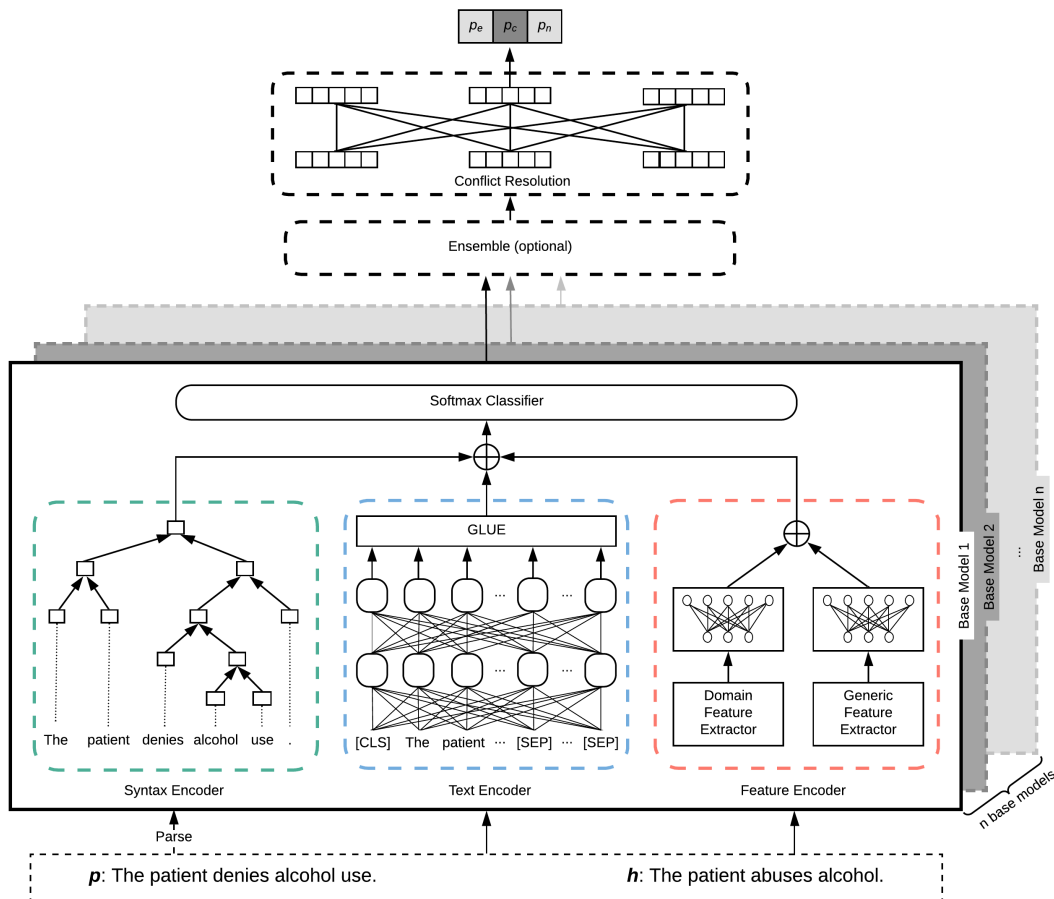 pe pc pn
Conflict Resolution
Ensemble (optional)
Softmax Classifier
GLUE
... ...
... ...
Domain
Feature
Extractor
Generic
Feature
Extractor
The patient denies alcohol use .
[CLS] The patient ... [SEP] ... [SEP]
Syntax Encoder
Text Encoder
Feature Encoder
Base Model 1
Base Model 2
...
Base Model n
n base models
Parse
p: The patient denies alcohol use.
h: The patient abuses alcohol.